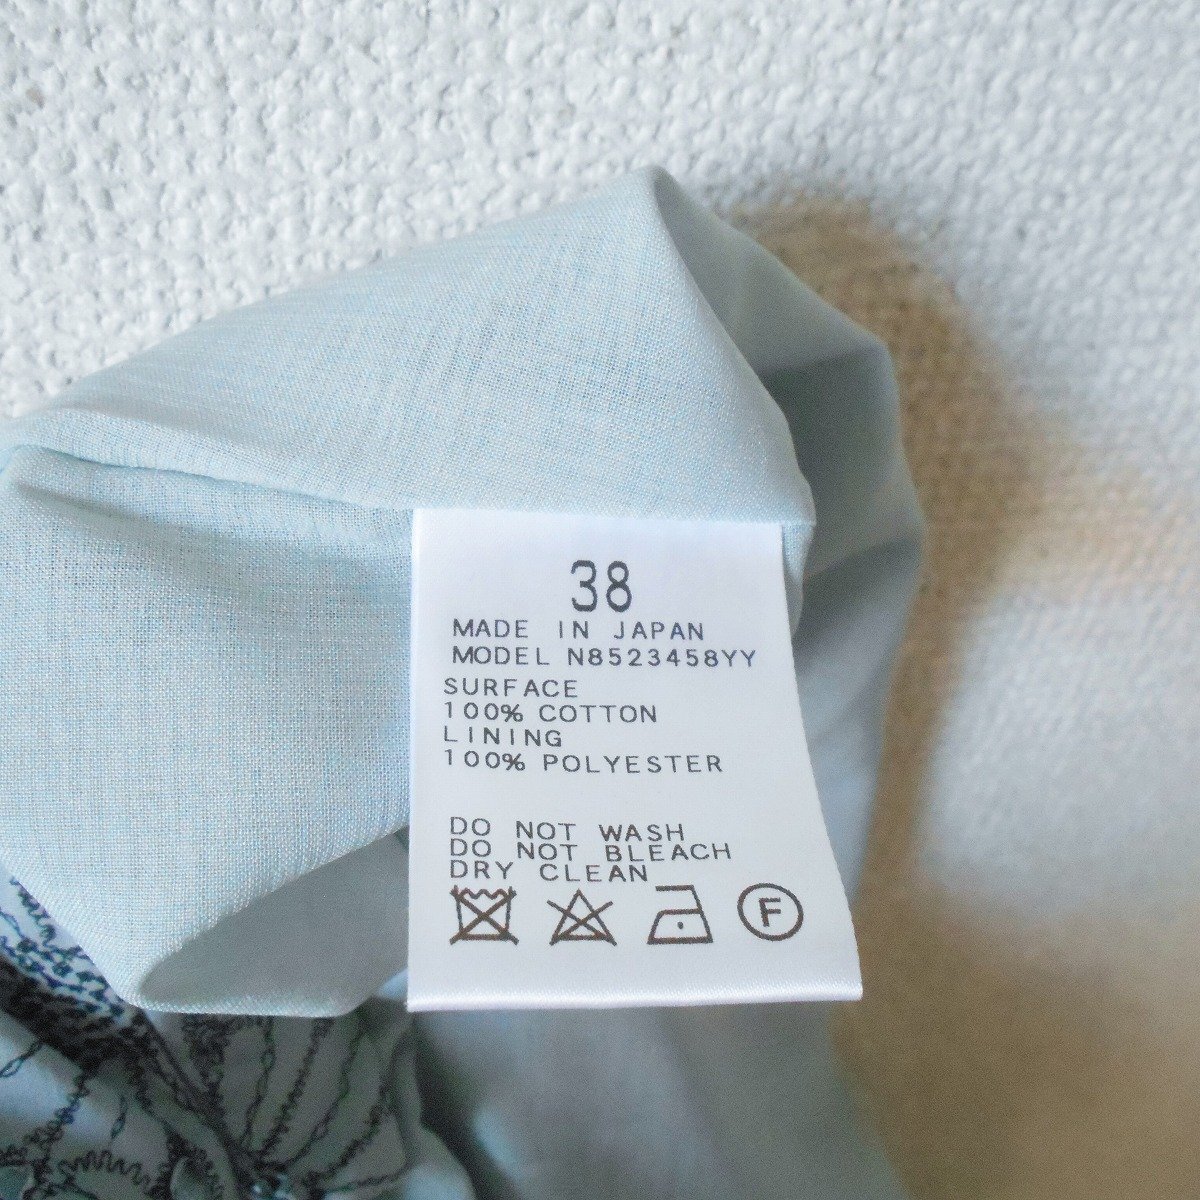 38
MADE IN JAPAN
MODEL N8523458YY
SURFACE
100% COTTON
LINING
100% POLYESTER
DO NOT WASH
DO NOT BLEACH
DRY CLEAN
F